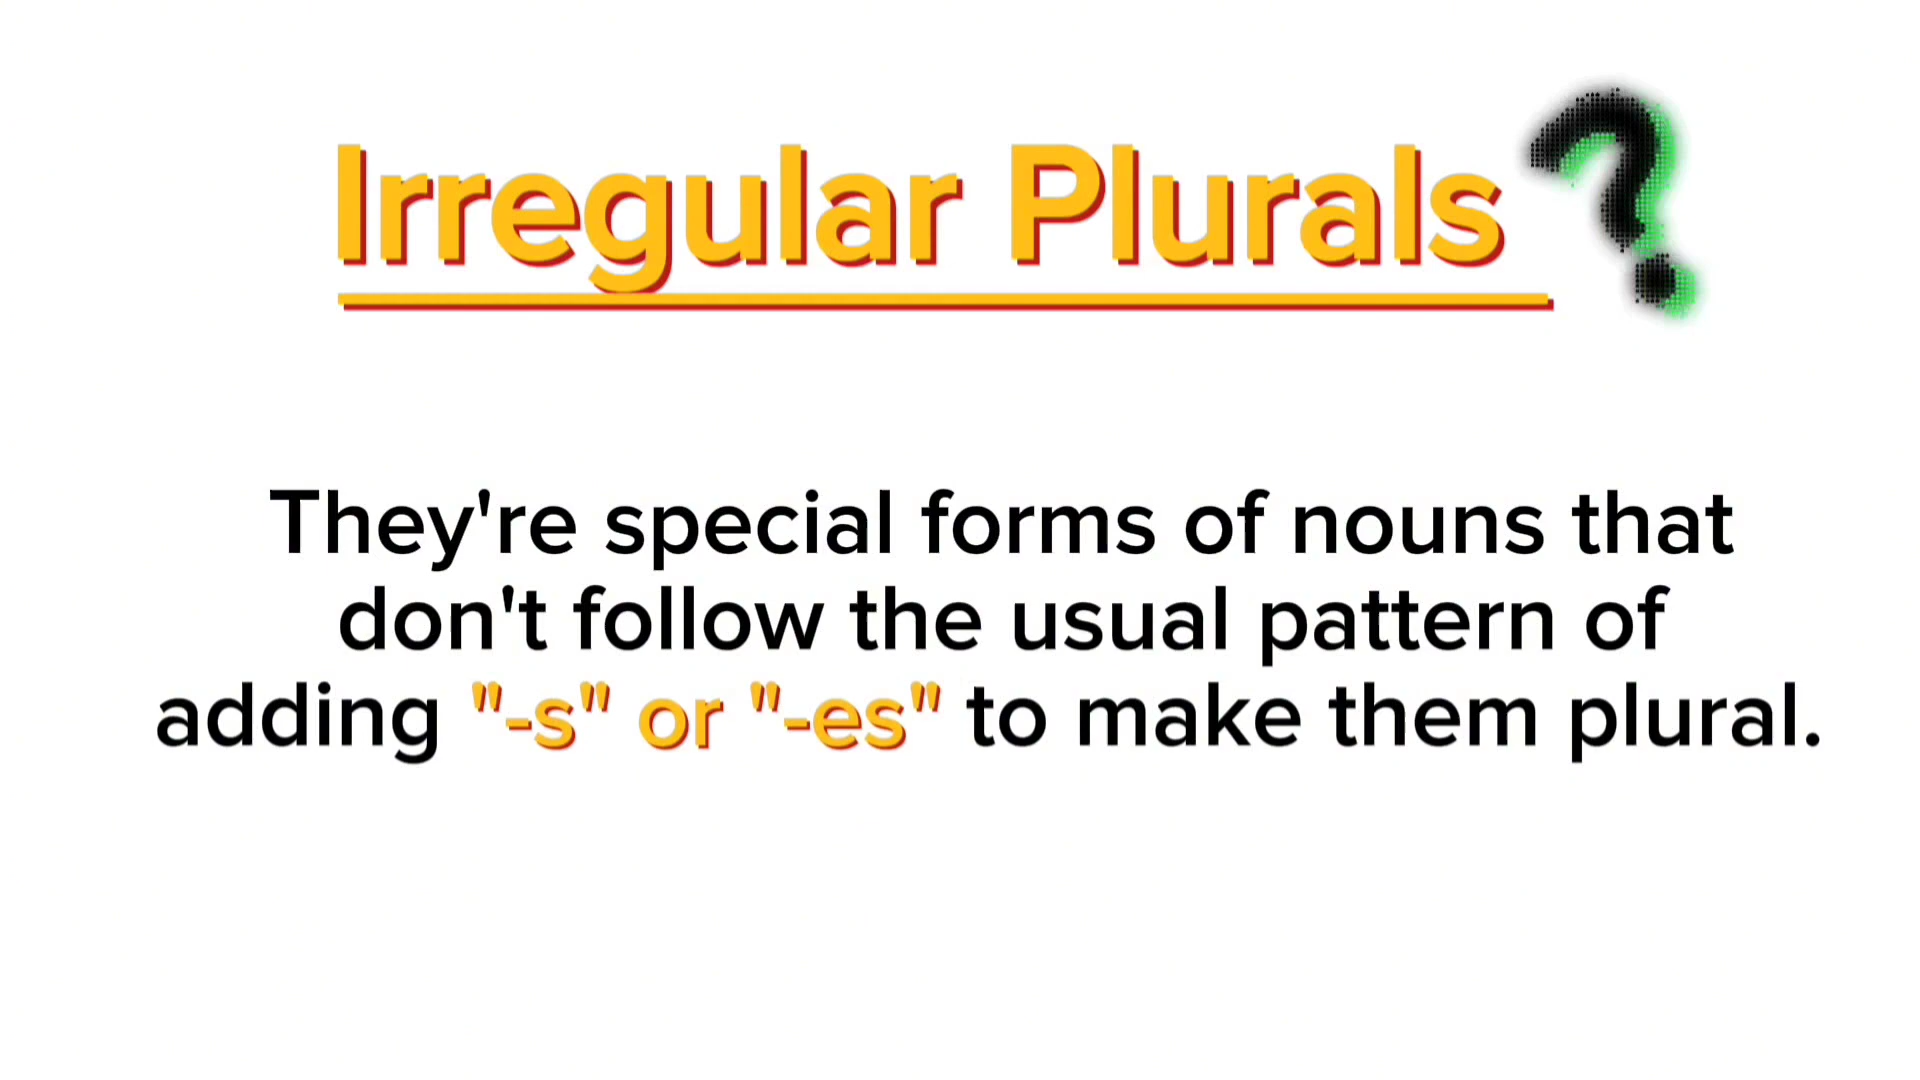 Irregular Plurals?
They're special forms of nouns that
don't follow the usual pattern of
adding "-s" or "-es" to make them plural.